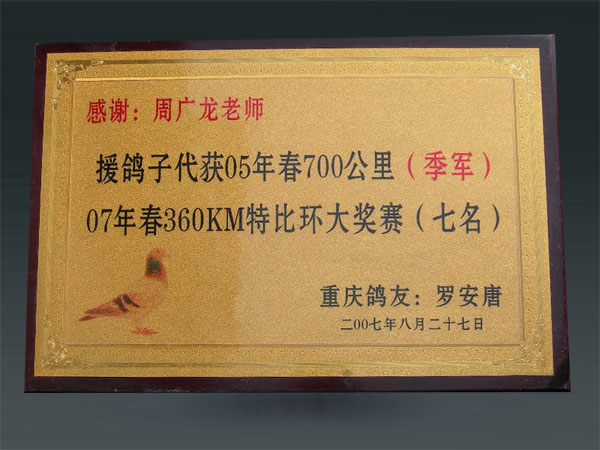 感谢：周广龙老师
援鸽子代获05年春700公里（季军）
07年春360KM特比环大奖赛（七名）
重庆鸽友：罗安唐
二00七年八月二十七日